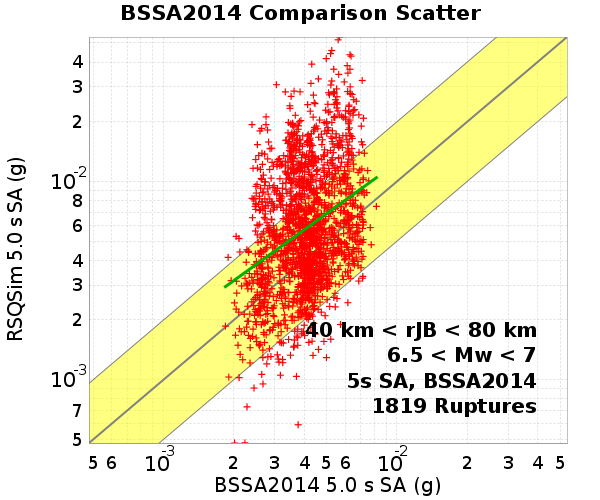 BSSA2014 Comparison Scatter
RSQSim 5.0 s SA (g)
4
3
2
10-2
8
6
4
3
2
10-3
7
5
40 km < rJB < 80 km
6.5 < Mw < 7
5s SA, BSSA2014
1819 Ruptures
5 6 10-3 2 3 4 5 6 10-2 2 3 4 5
BSSA2014 5.0 s SA (g)